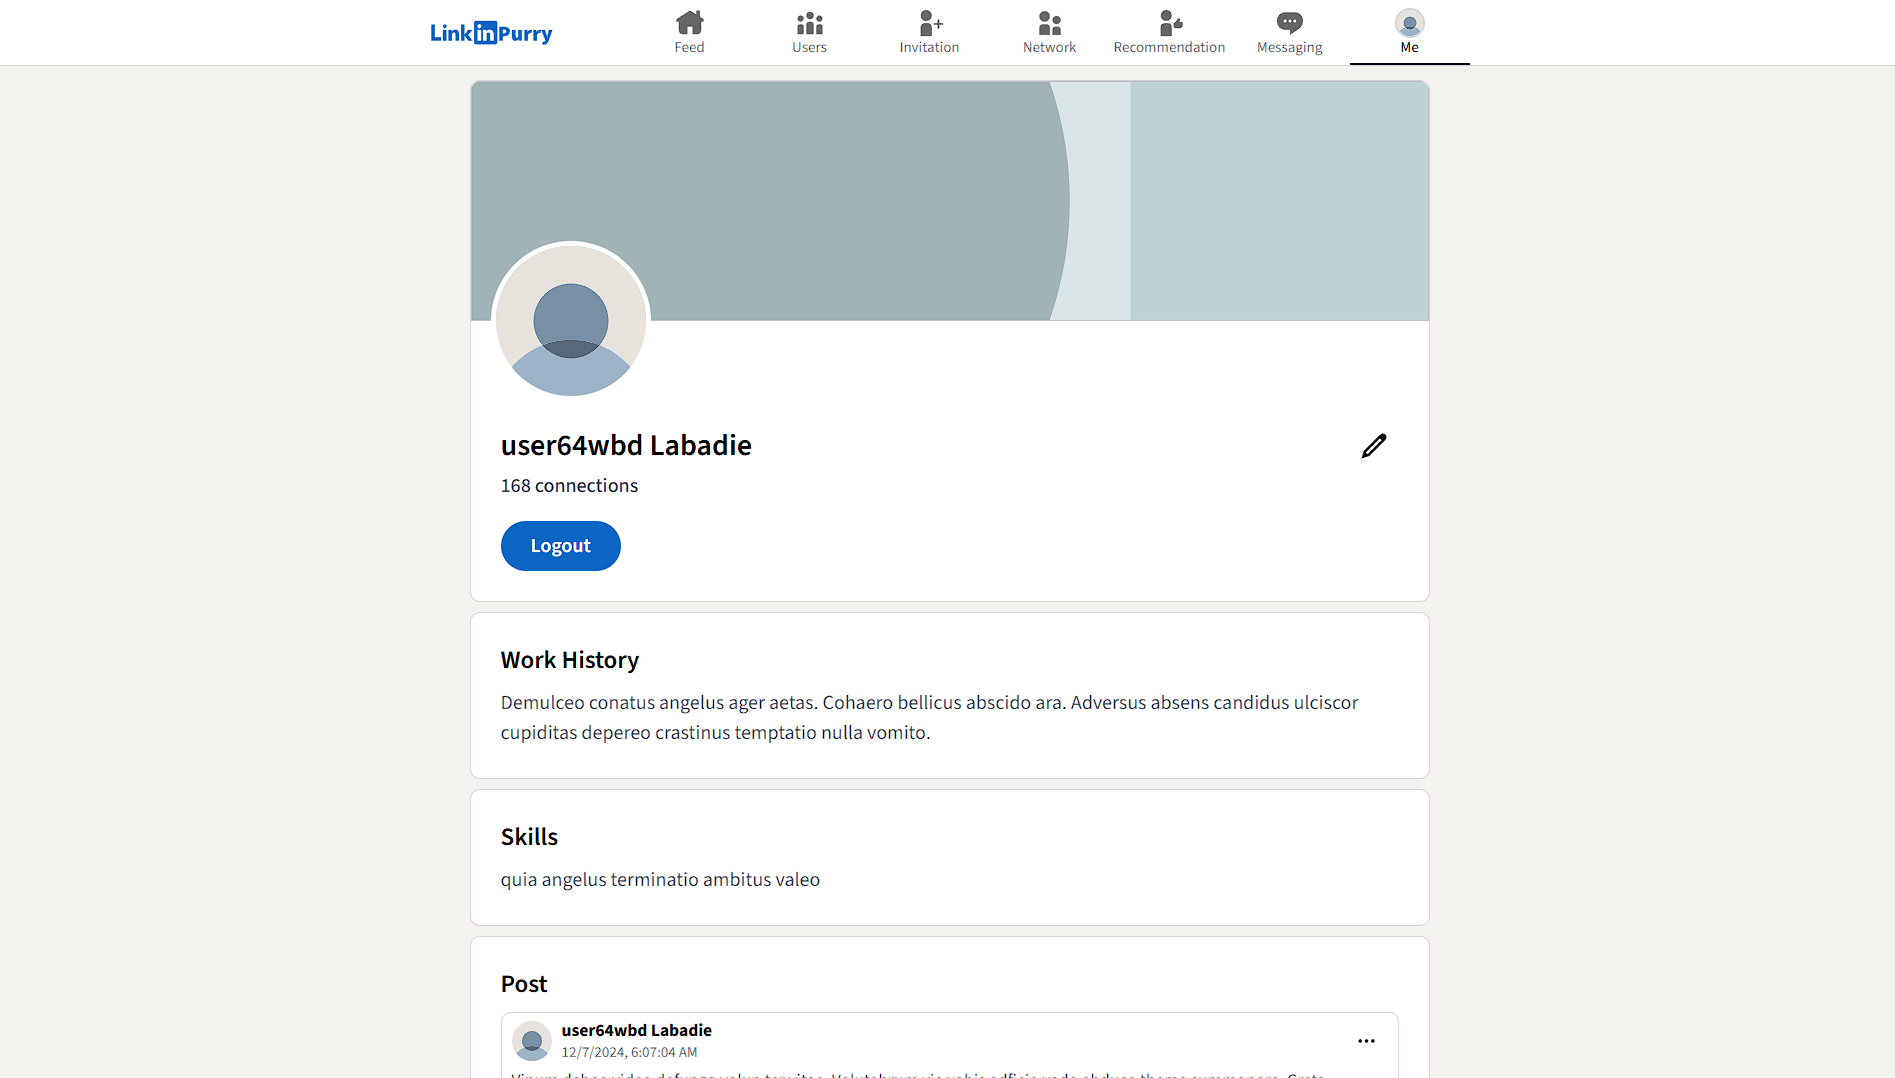 LinkinPurry
Feed
Users
Invitation
Network
Recommendation
Messaging
Me
user64wbd Labadie
168 connections
Logout
Work History
Demulceo conatus angelus ager aetas. Cohaero bellicus abscido ara. Adversus absens candidus ulciscor
cupiditas depereo crastinus temptatio nulla vomito.
Skills
quia angelus terminatio ambitus valeo
Post
user64wbd Labadie
12/7/2024, 6:07:04 AM